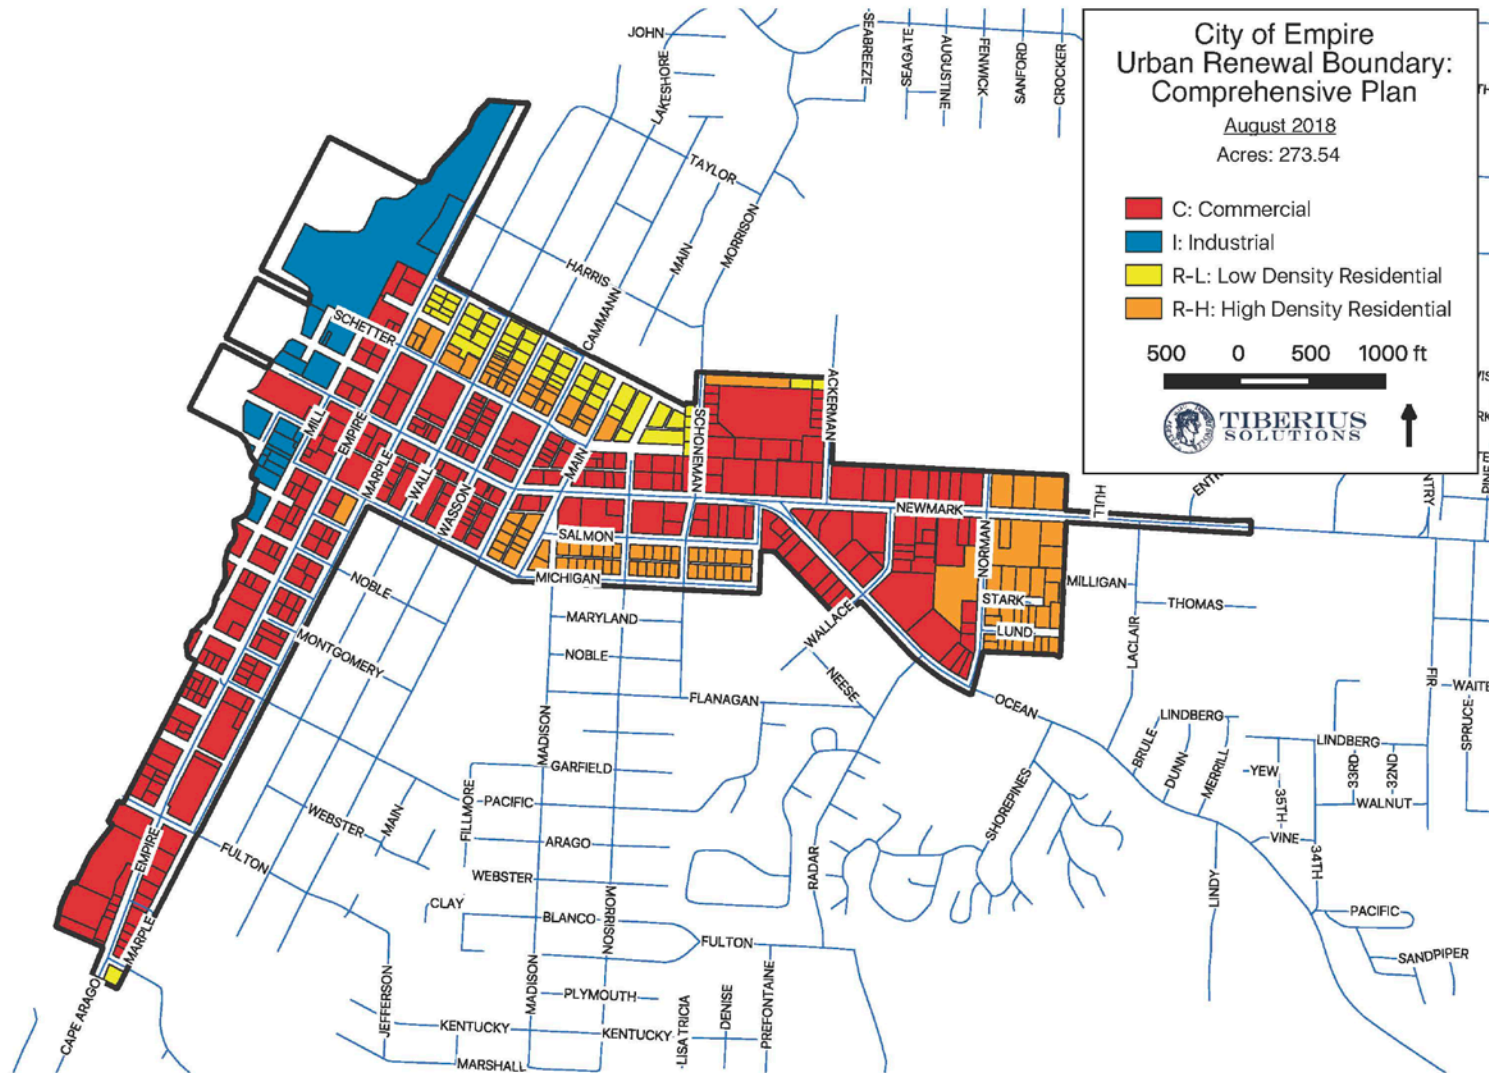 City of Empire
Urban Renewal Boundary:
Comprehensive Plan
August 2018
Acres: 273.54
C: Commercial
I: Industrial
R-L: Low Density Residential
R-H: High Density Residential
500 0 500 1000 ft
TIBERIUS
SOLUTIONS
JOHN
LAKESHORE
SEABREEZE
SEAGATE
AUGUSTINE
FENWICK
SANFORD
CROCKER
TAYLOR
MAIN
MORRISON
HARRIS
CAMMANN
SCHETTER
MILL
EMPIRE
MARPLE
WALL
WASSON
MAIN
SCHONEMAN
ACKERMAN
NEWMARK
HULL
NORMAN
SALMON
MICHIGAN
STARK
LUND
MILLIGAN
THOMAS
LACLAIR
WALLACE
NEESE
OCEAN
NOBLE
MONTGOMERY
MARYLAND
NOBLE
FLANAGAN
MADISON
GARFIELD
PACIFIC
FILLMORE
ARAGO
WEBSTER
WEBSTER
MAIN
FULTON
EMPIRE
MARPLE
CAPE ARAGO
CLAY
BLANCO
MORRISON
FULTON
RADAR
SHOREPINES
BRULE
LINDBERG
DUNN
MERRILL
LINDBERG
YEW
35TH
33RD
32ND
WALNUT
VINE
34TH
FIR
WAITE
SPRUCE
LINDY
PACIFIC
SANDPIPER
JEFFERSON
MADISON
PLYMOUTH
KENTUCKY
KENTUCKY
MARSHALL
LISA TRICIA
DENISE
PREFONTAINE